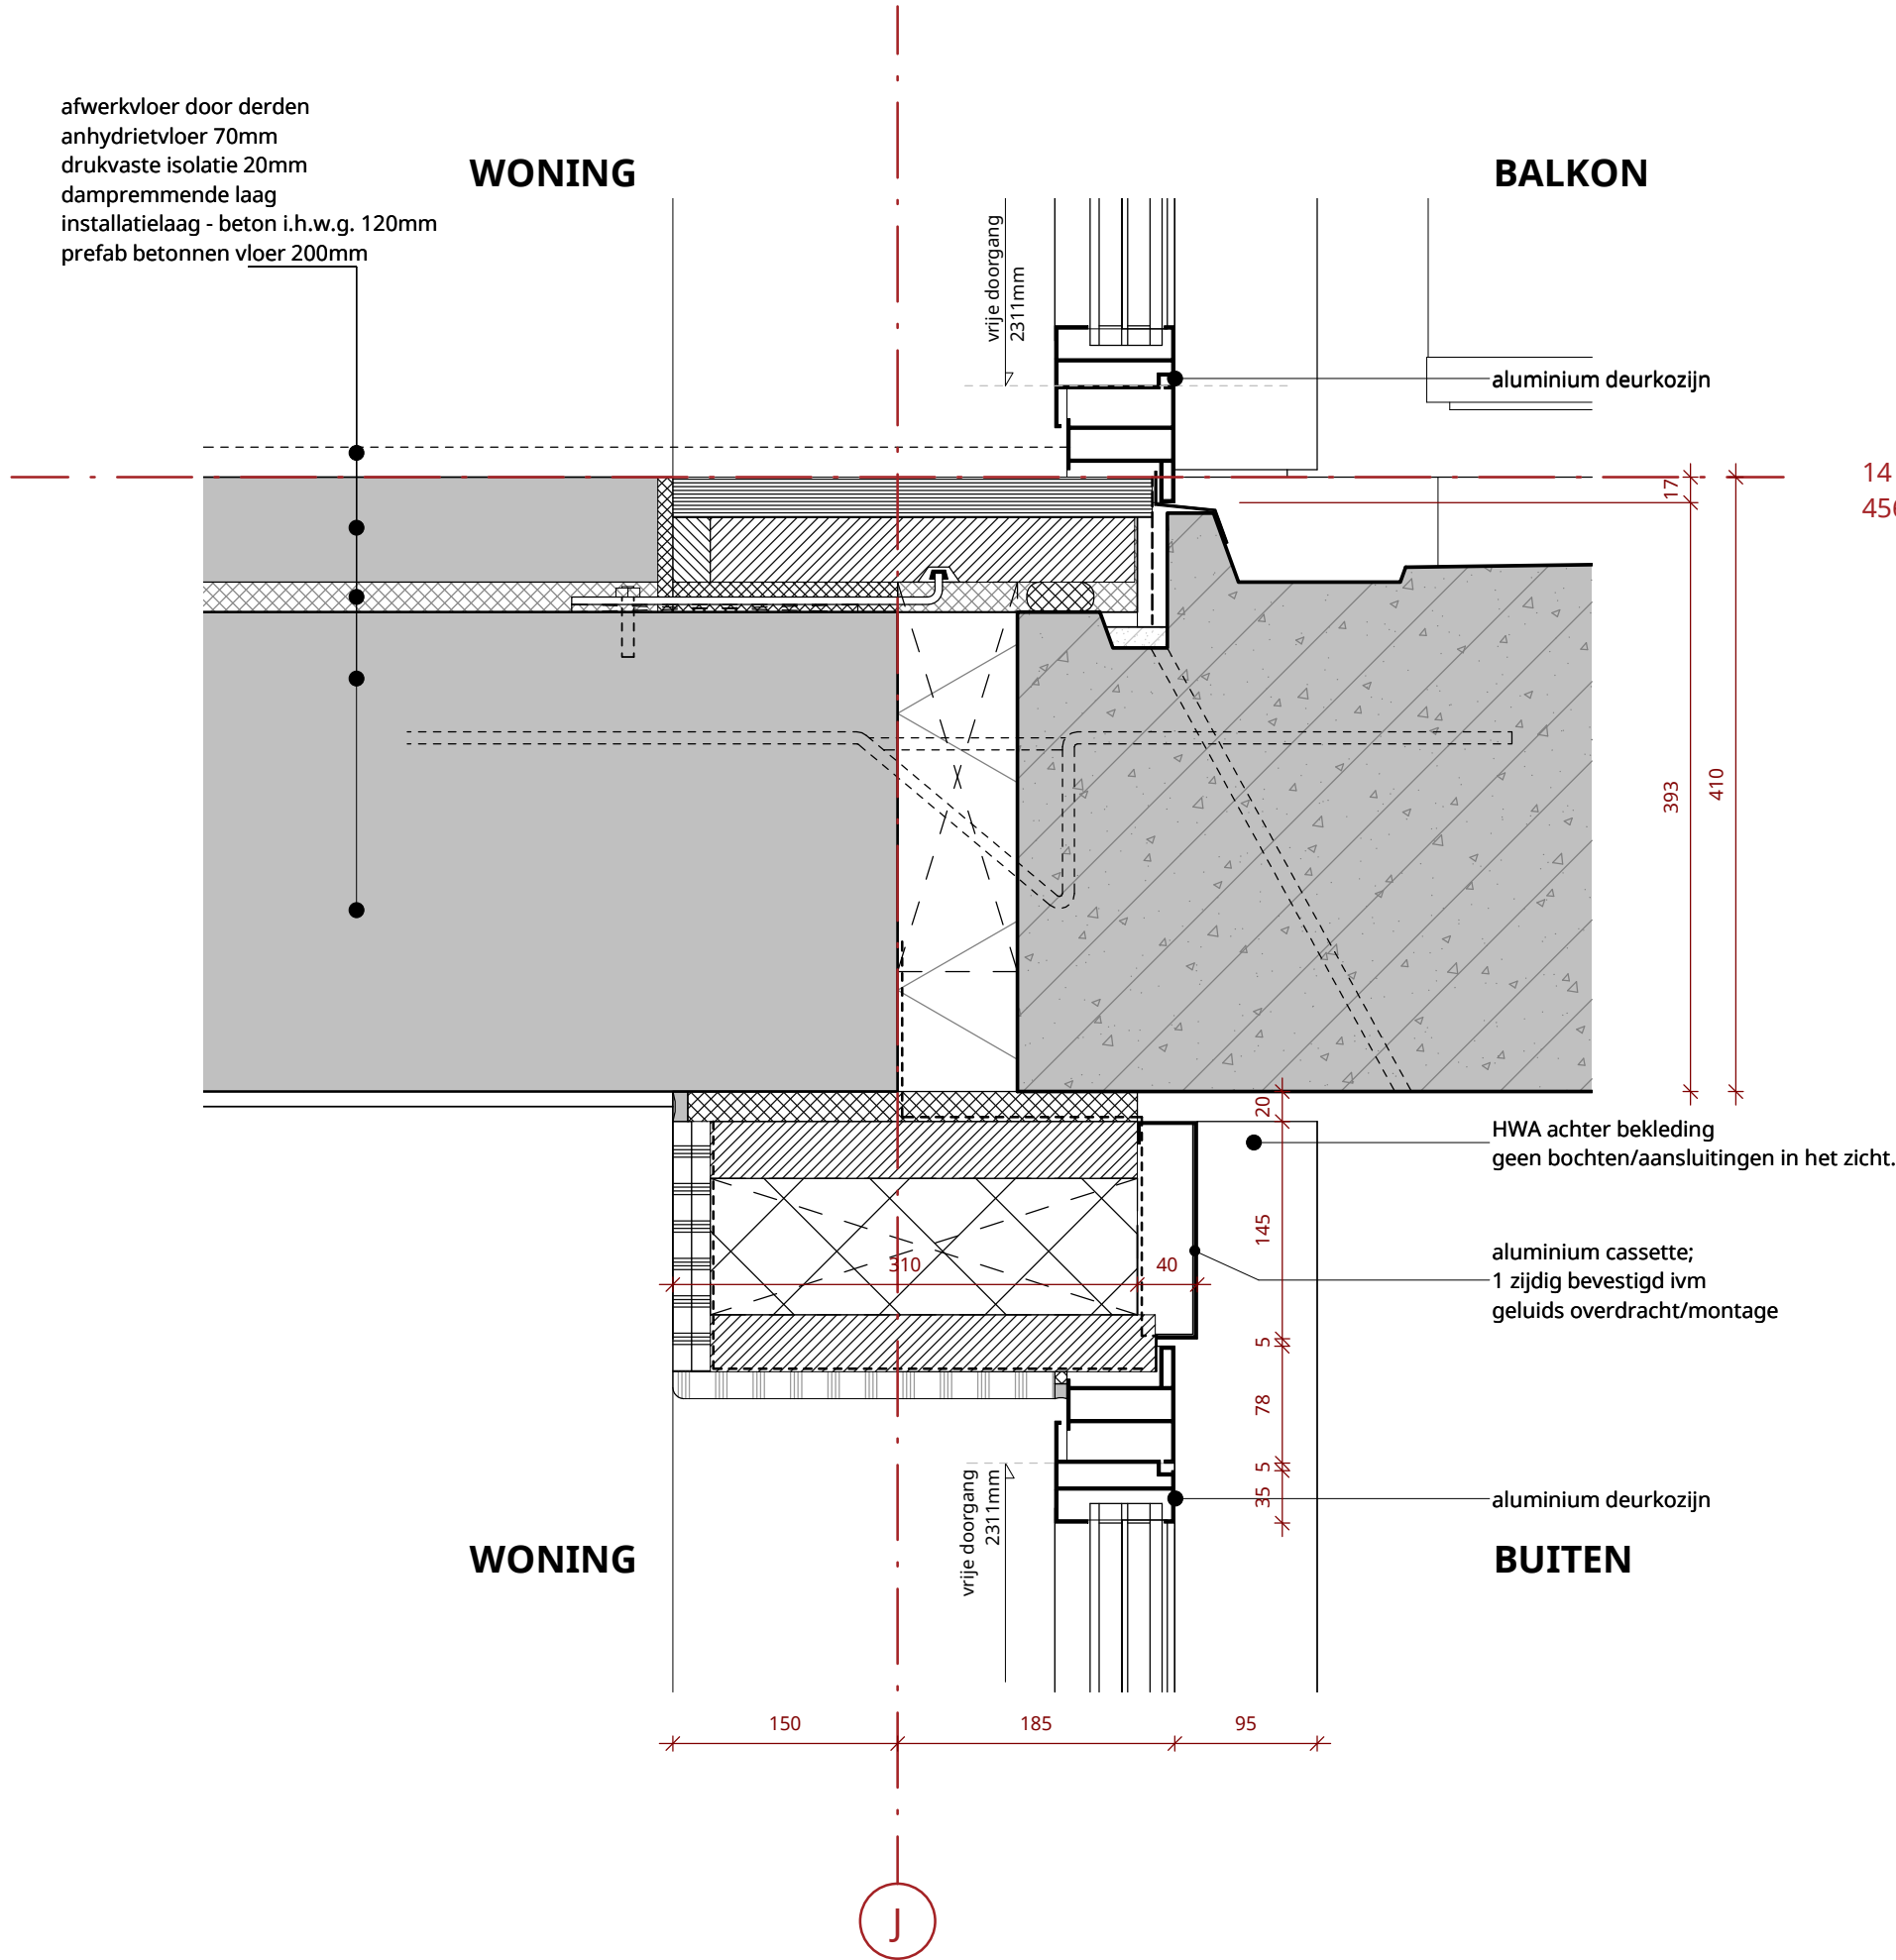 afwerkvloer door derden
anhydrietvloer 70mm
drukvaste isolatie 20mm
dampremmende laag
installatielaag - beton i.h.w.g. 120mm
prefab betonnen vloer 200mm
WONING
BALKON
vrije doorgang
2311mm
aluminium deurkozijn
14
456
17
393
410
20
HWA achter bekleding
geen bochten/aansluitingen in het zicht.
145
310
40
aluminium cassette;
1 zijdig bevestigd ivm
geluids overdracht/montage
5
78
5
35
vrije doorgang
2311mm
aluminium deurkozijn
WONING
BUITEN
150
185
95
J